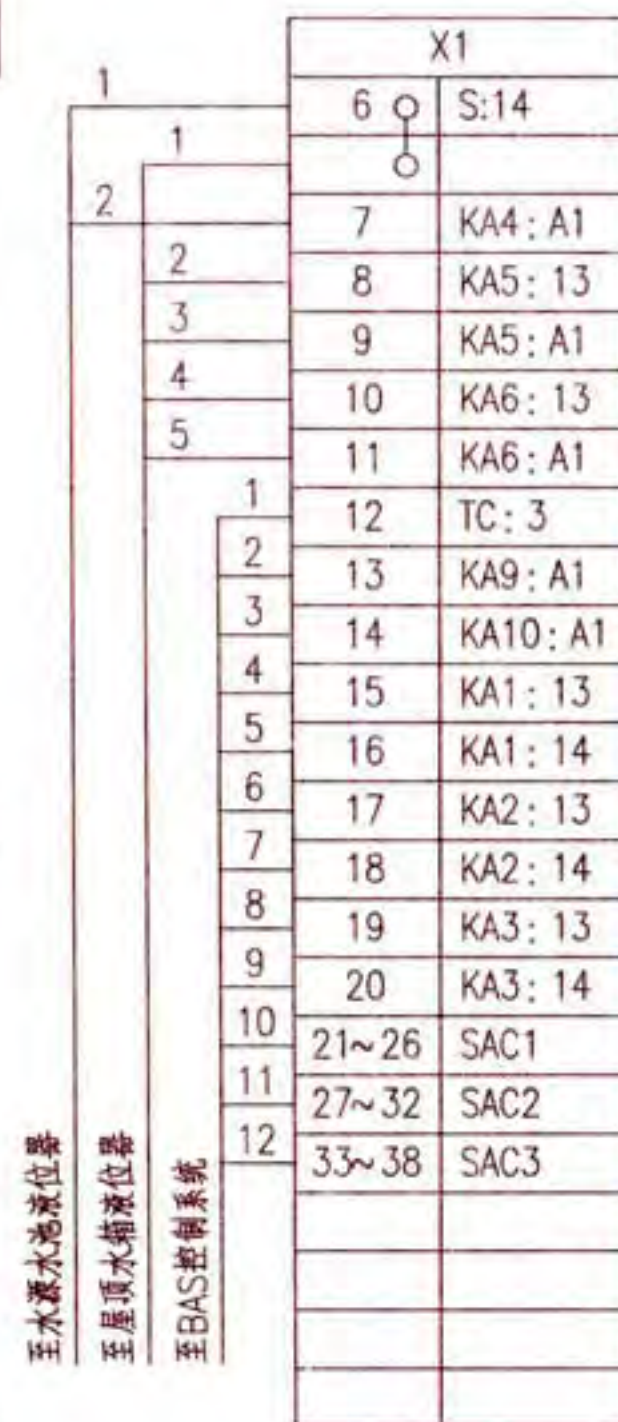 X1
1
6 S:14
1
2
7 KA4: A1
2
8 KA5: 13
3
9 KA5: A1
4
10 KA6: 13
5
11 KA6: A1
1
12 TC: 3
2
13 KA9: A1
3
14 KA10: A1
4
15 KA1: 13
5
16 KA1: 14
6
17 KA2: 13
7
18 KA2: 14
8
19 KA3: 13
9
20 KA3: 14
10
21~26 SAC1
11
27~32 SAC2
12
33~38 SAC3
至水源水池液位器
至屋顶水箱液位器
至BAS控制系统